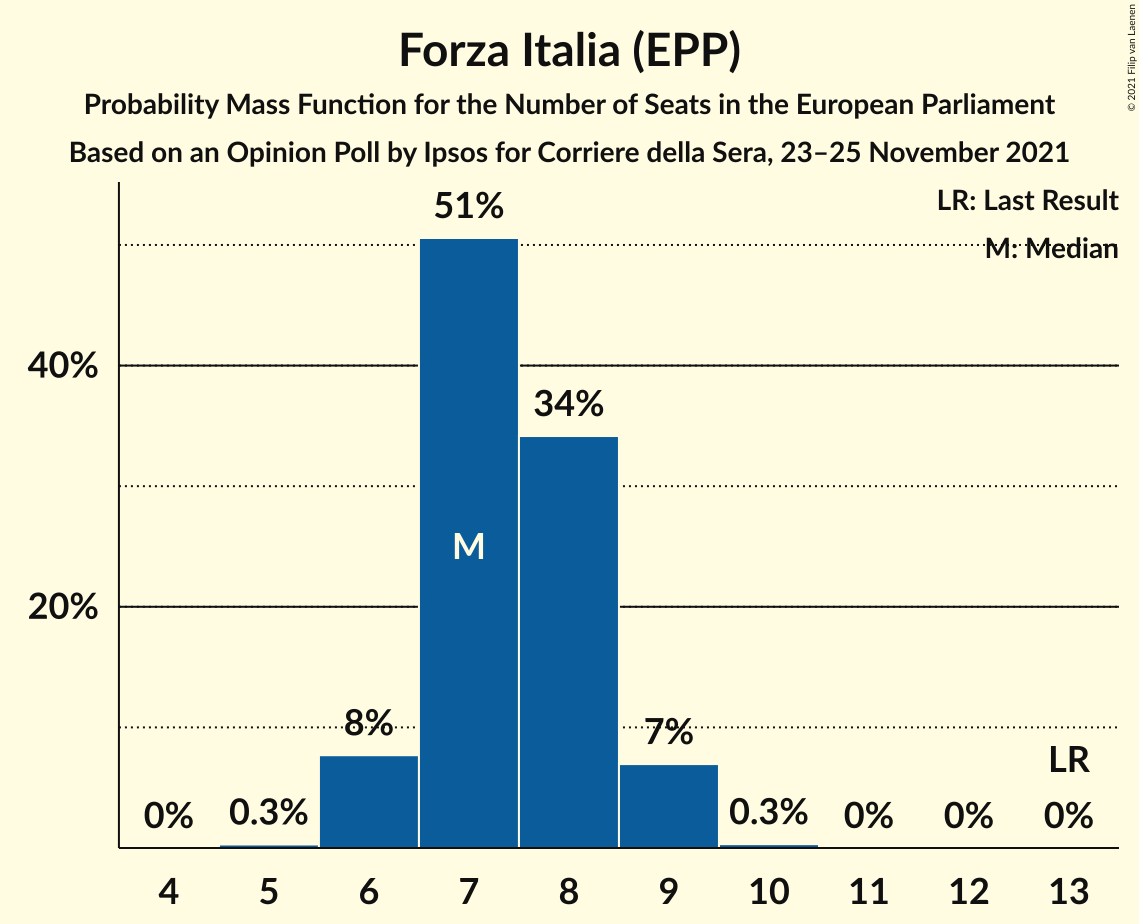 Forza Italia (EPP)
Probability Mass Function for the Number of Seats in the European Parliament
Based on an Opinion Poll by Ipsos for Corriere della Sera, 23–25 November 2021
© 2021 Filip van Laenen
LR: Last Result
M: Median
51%
40%
34%
M
20%
8%
7%
LR
0%
0.3%
0.3%
0%
0%
0%
4 5 6 7 8 9 10 11 12 13